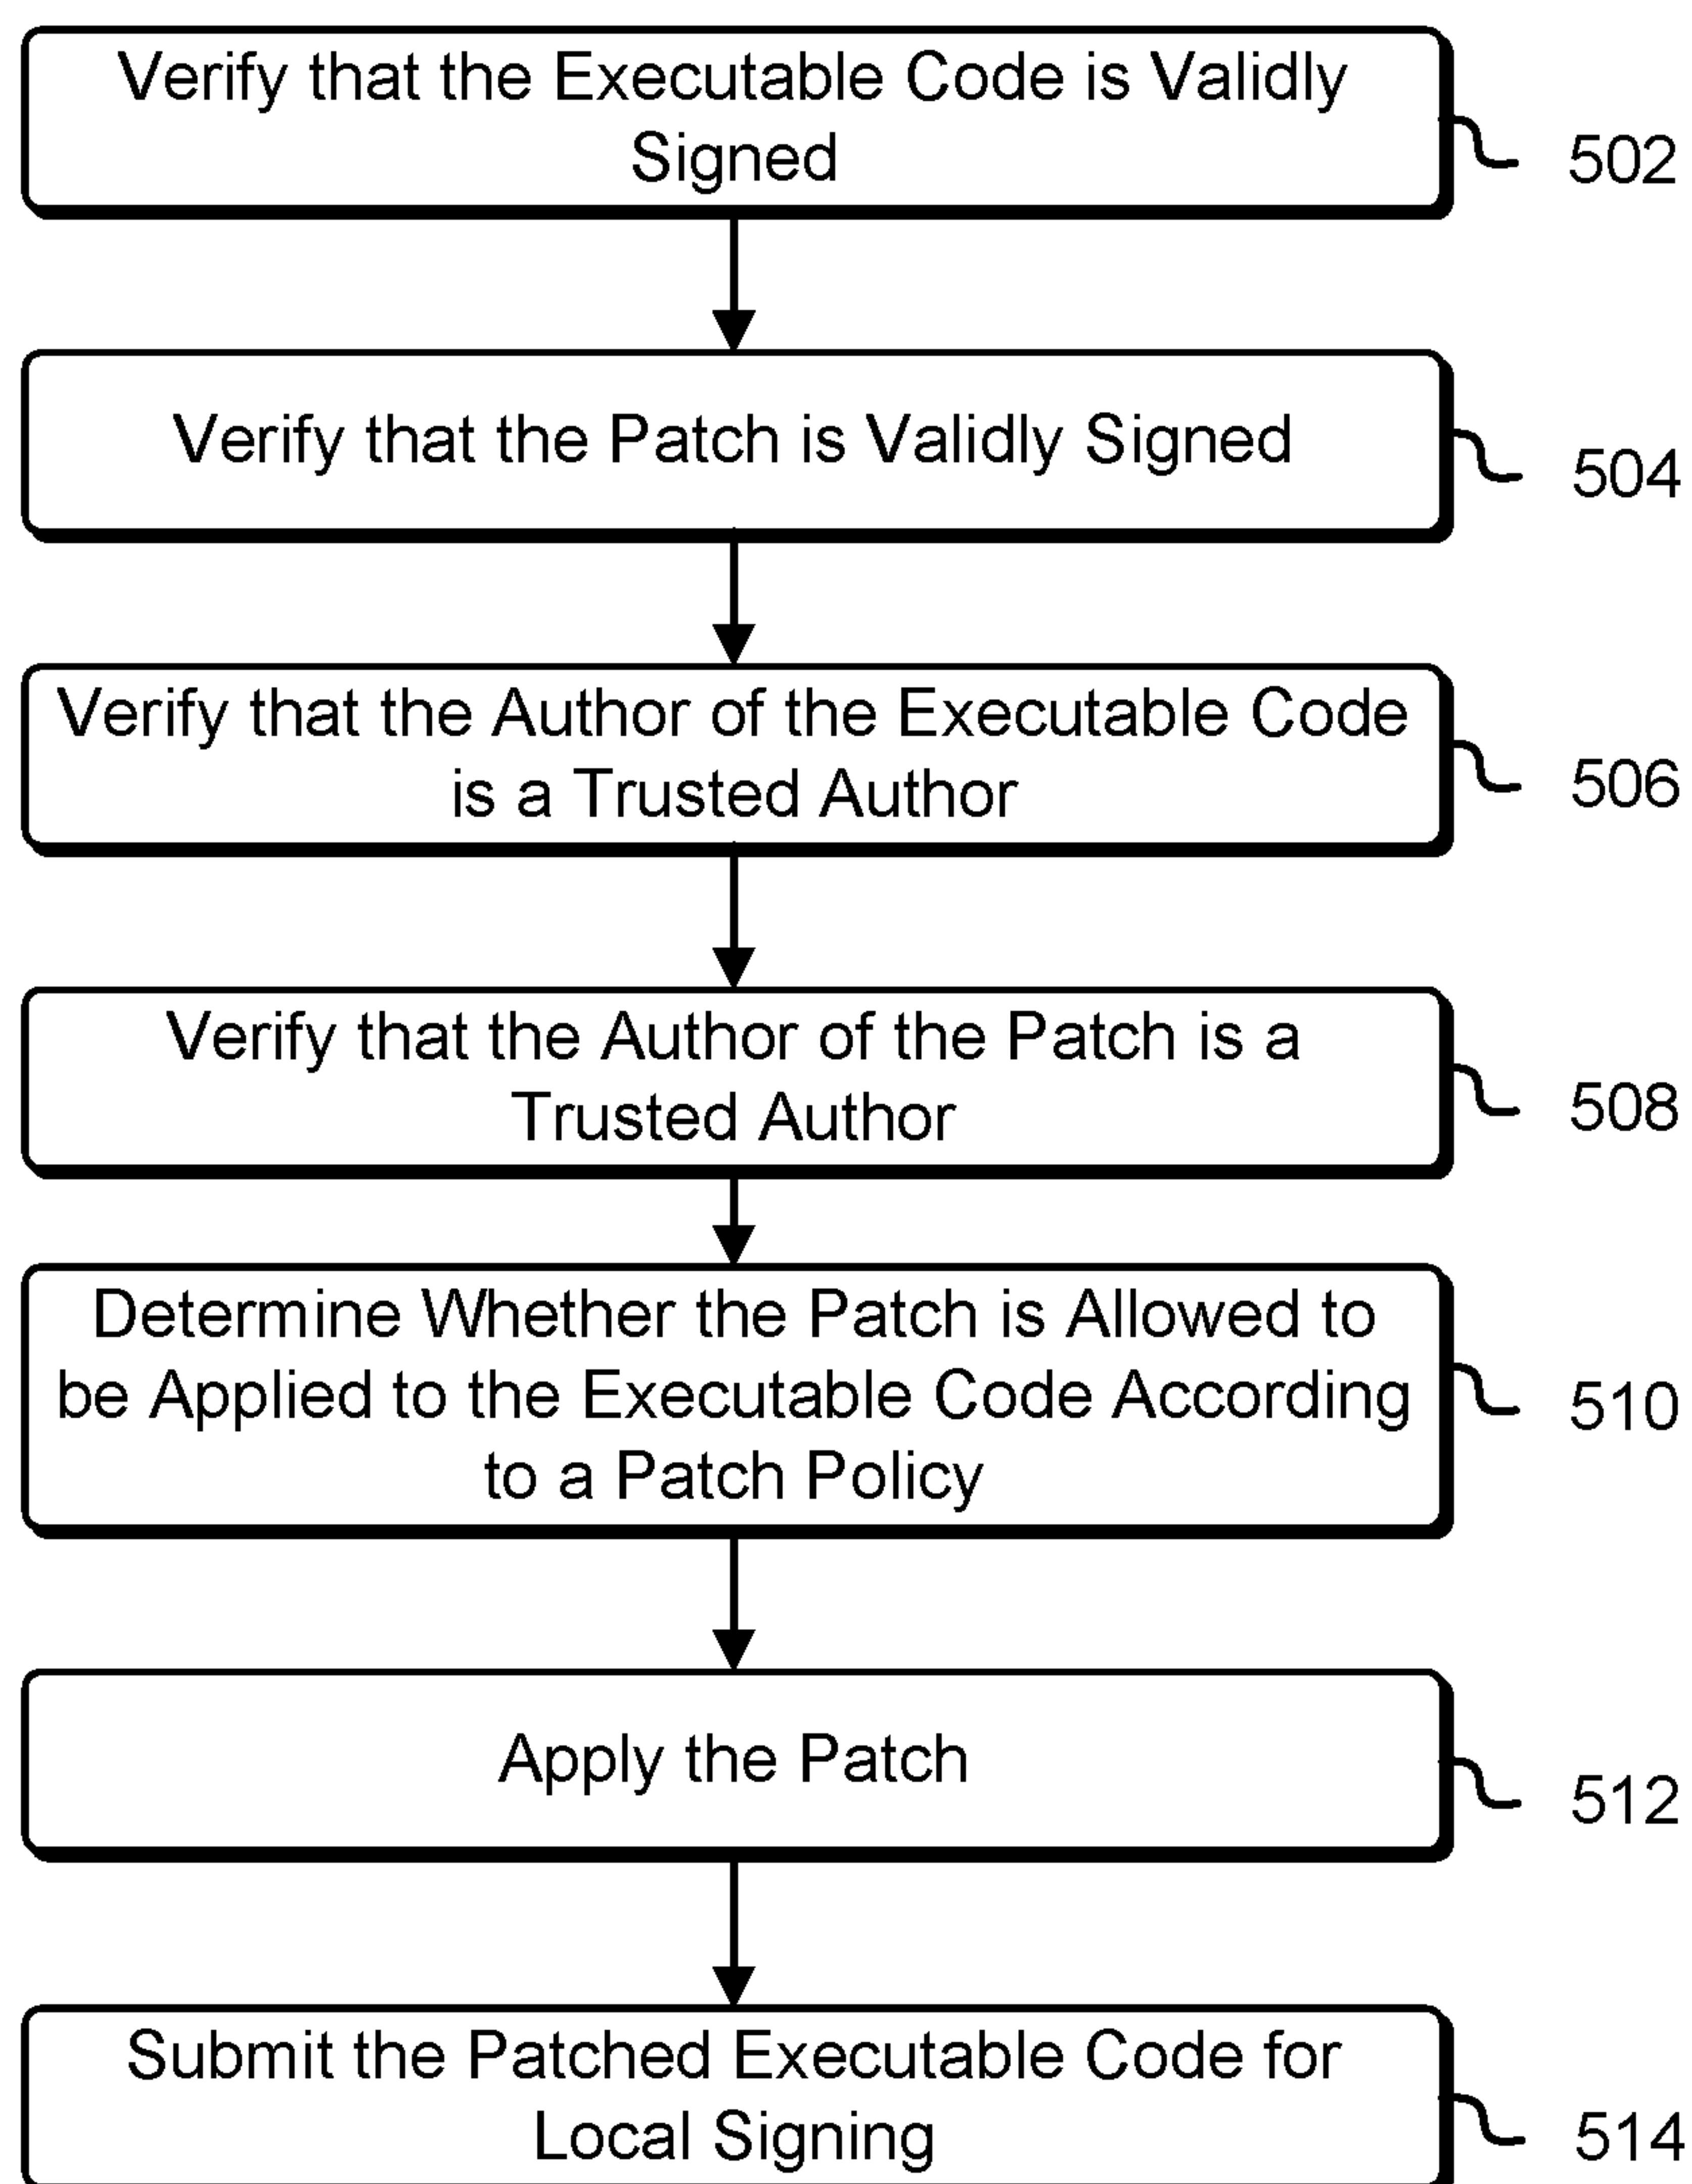 Verify that the Executable Code is Validly
Signed
502
Verify that the Patch is Validly Signed
504
Verify that the Author of the Executable Code
is a Trusted Author
506
Verify that the Author of the Patch is a
Trusted Author
508
Determine Whether the Patch is Allowed to
be Applied to the Executable Code According
to a Patch Policy
510
Apply the Patch
512
Submit the Patched Executable Code for
Local Signing
514